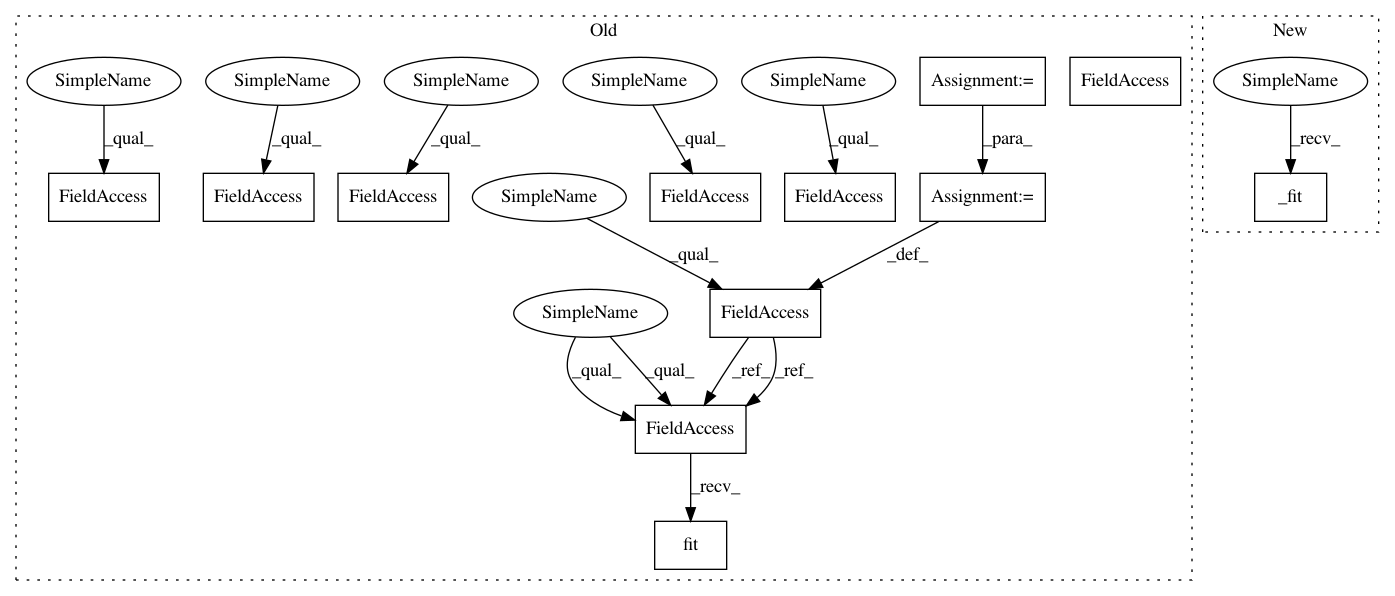 Old
New
SimpleName SimpleName SimpleName SimpleName SimpleName Assignment:= FieldAccess SimpleName
_qual_ _qual_ _qual_ _qual_ _qual_ _para_ _recv_
FieldAccess FieldAccess FieldAccess SimpleName FieldAccess FieldAccess Assignment:= _fit
_qual_ _def_
SimpleName FieldAccess
_qual_ _qual_ _ref_ _ref_
FieldAccess
_recv_
fit